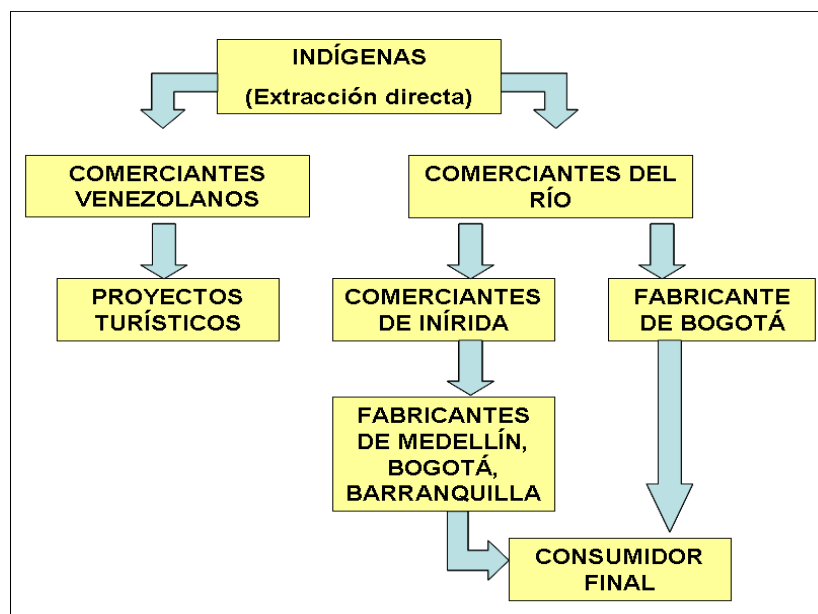 INDÍGENAS
(Extracción directa)
COMERCIANTES
VENEZOLANOS
COMERCIANTES DEL
RÍO
PROYECTOS
TURÍSTICOS
COMERCIANTES
DE INÍRIDA
FABRICANTE
DE BOGOTÁ
FABRICANTES
DE MEDELLÍN,
BOGOTÁ,
BARRANQUILLA
CONSUMIDOR
FINAL